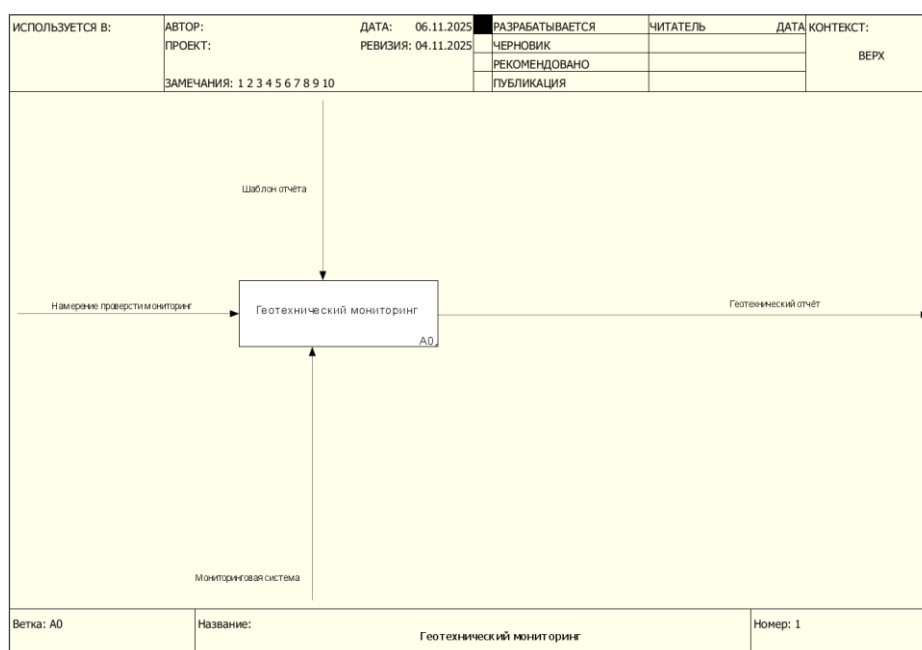 ИСПОЛЬЗУЕТСЯ В:
АВТОР:
ДАТА: 06.11.2025
РАЗРАБАТЫВАЕТСЯ
ЧИТАТЕЛЬ
ДАТА
КОНТЕКСТ:
ПРОЕКТ:
РЕВИЗИЯ: 04.11.2025
ЧЕРНОВИК
ВЕРХ
РЕКОМЕНДОВАНО
ЗАМЕЧАНИЯ: 1 2 3 4 5 6 7 8 9 10
ПУБЛИКАЦИЯ
Шаблон отчёта
Намерение проверсти мониторинг
Геотехнический мониторинг
A0
Геотехнический отчёт
Мониторинговая система
Ветка: A0
Название:
Геотехнический мониторинг
Номер: 1